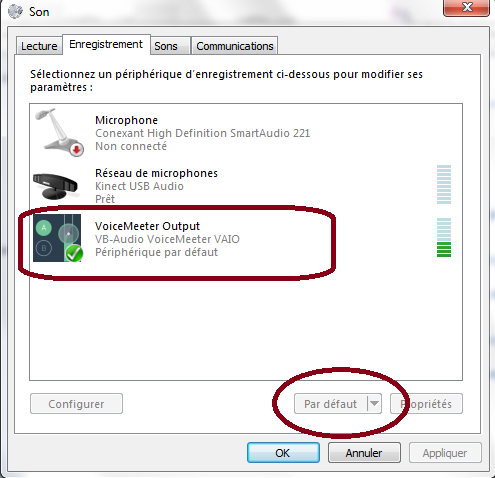 Son
Lecture Enregistrement Sons Communications
Sélectionnez un périphérique d'enregistrement ci-dessous pour modifier ses
paramètres :
Microphone
Conexant High Definition SmartAudio 221
Non connecté
Réseau de microphones
Kinect USB Audio
Prêt
A
B
VoiceMeeter Output
VB-Audio VoiceMeeter VAIO
Périphérique par défaut
Configurer Par défaut Propriétés
OK Annuler Appliquer